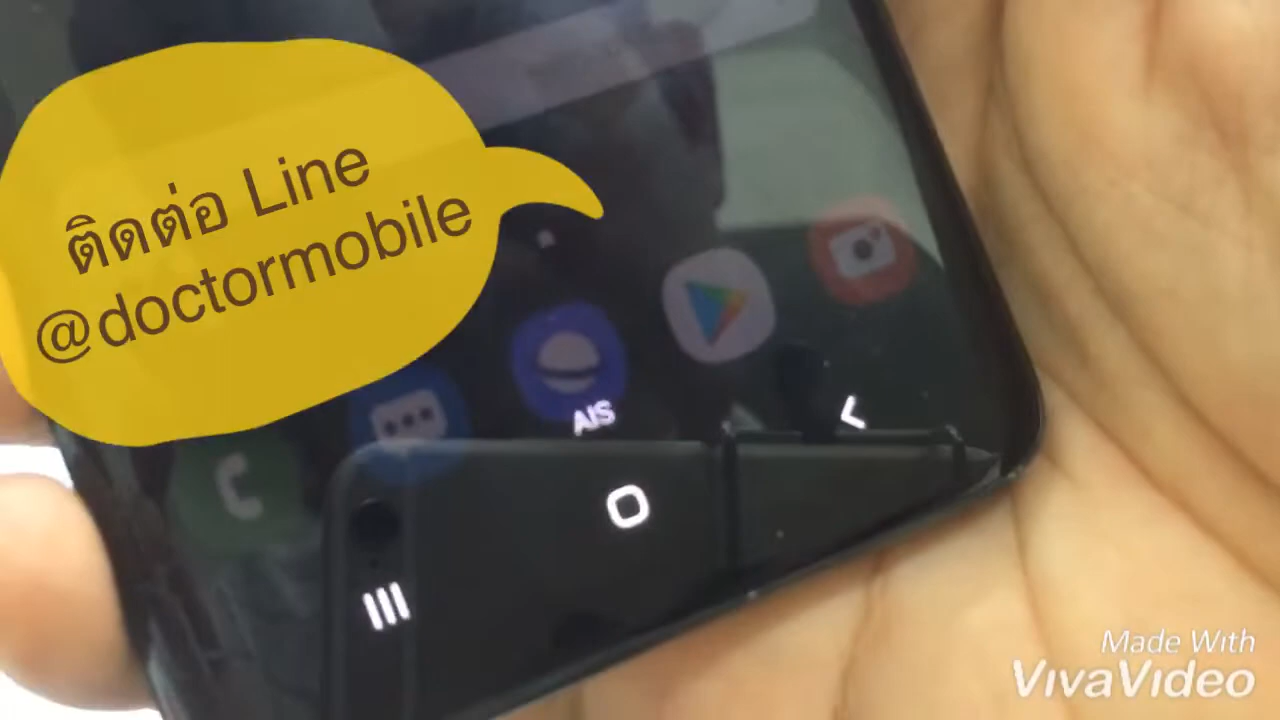 ติดต่อ Line
@doctormobile
AIS
Made With
VivaVideo